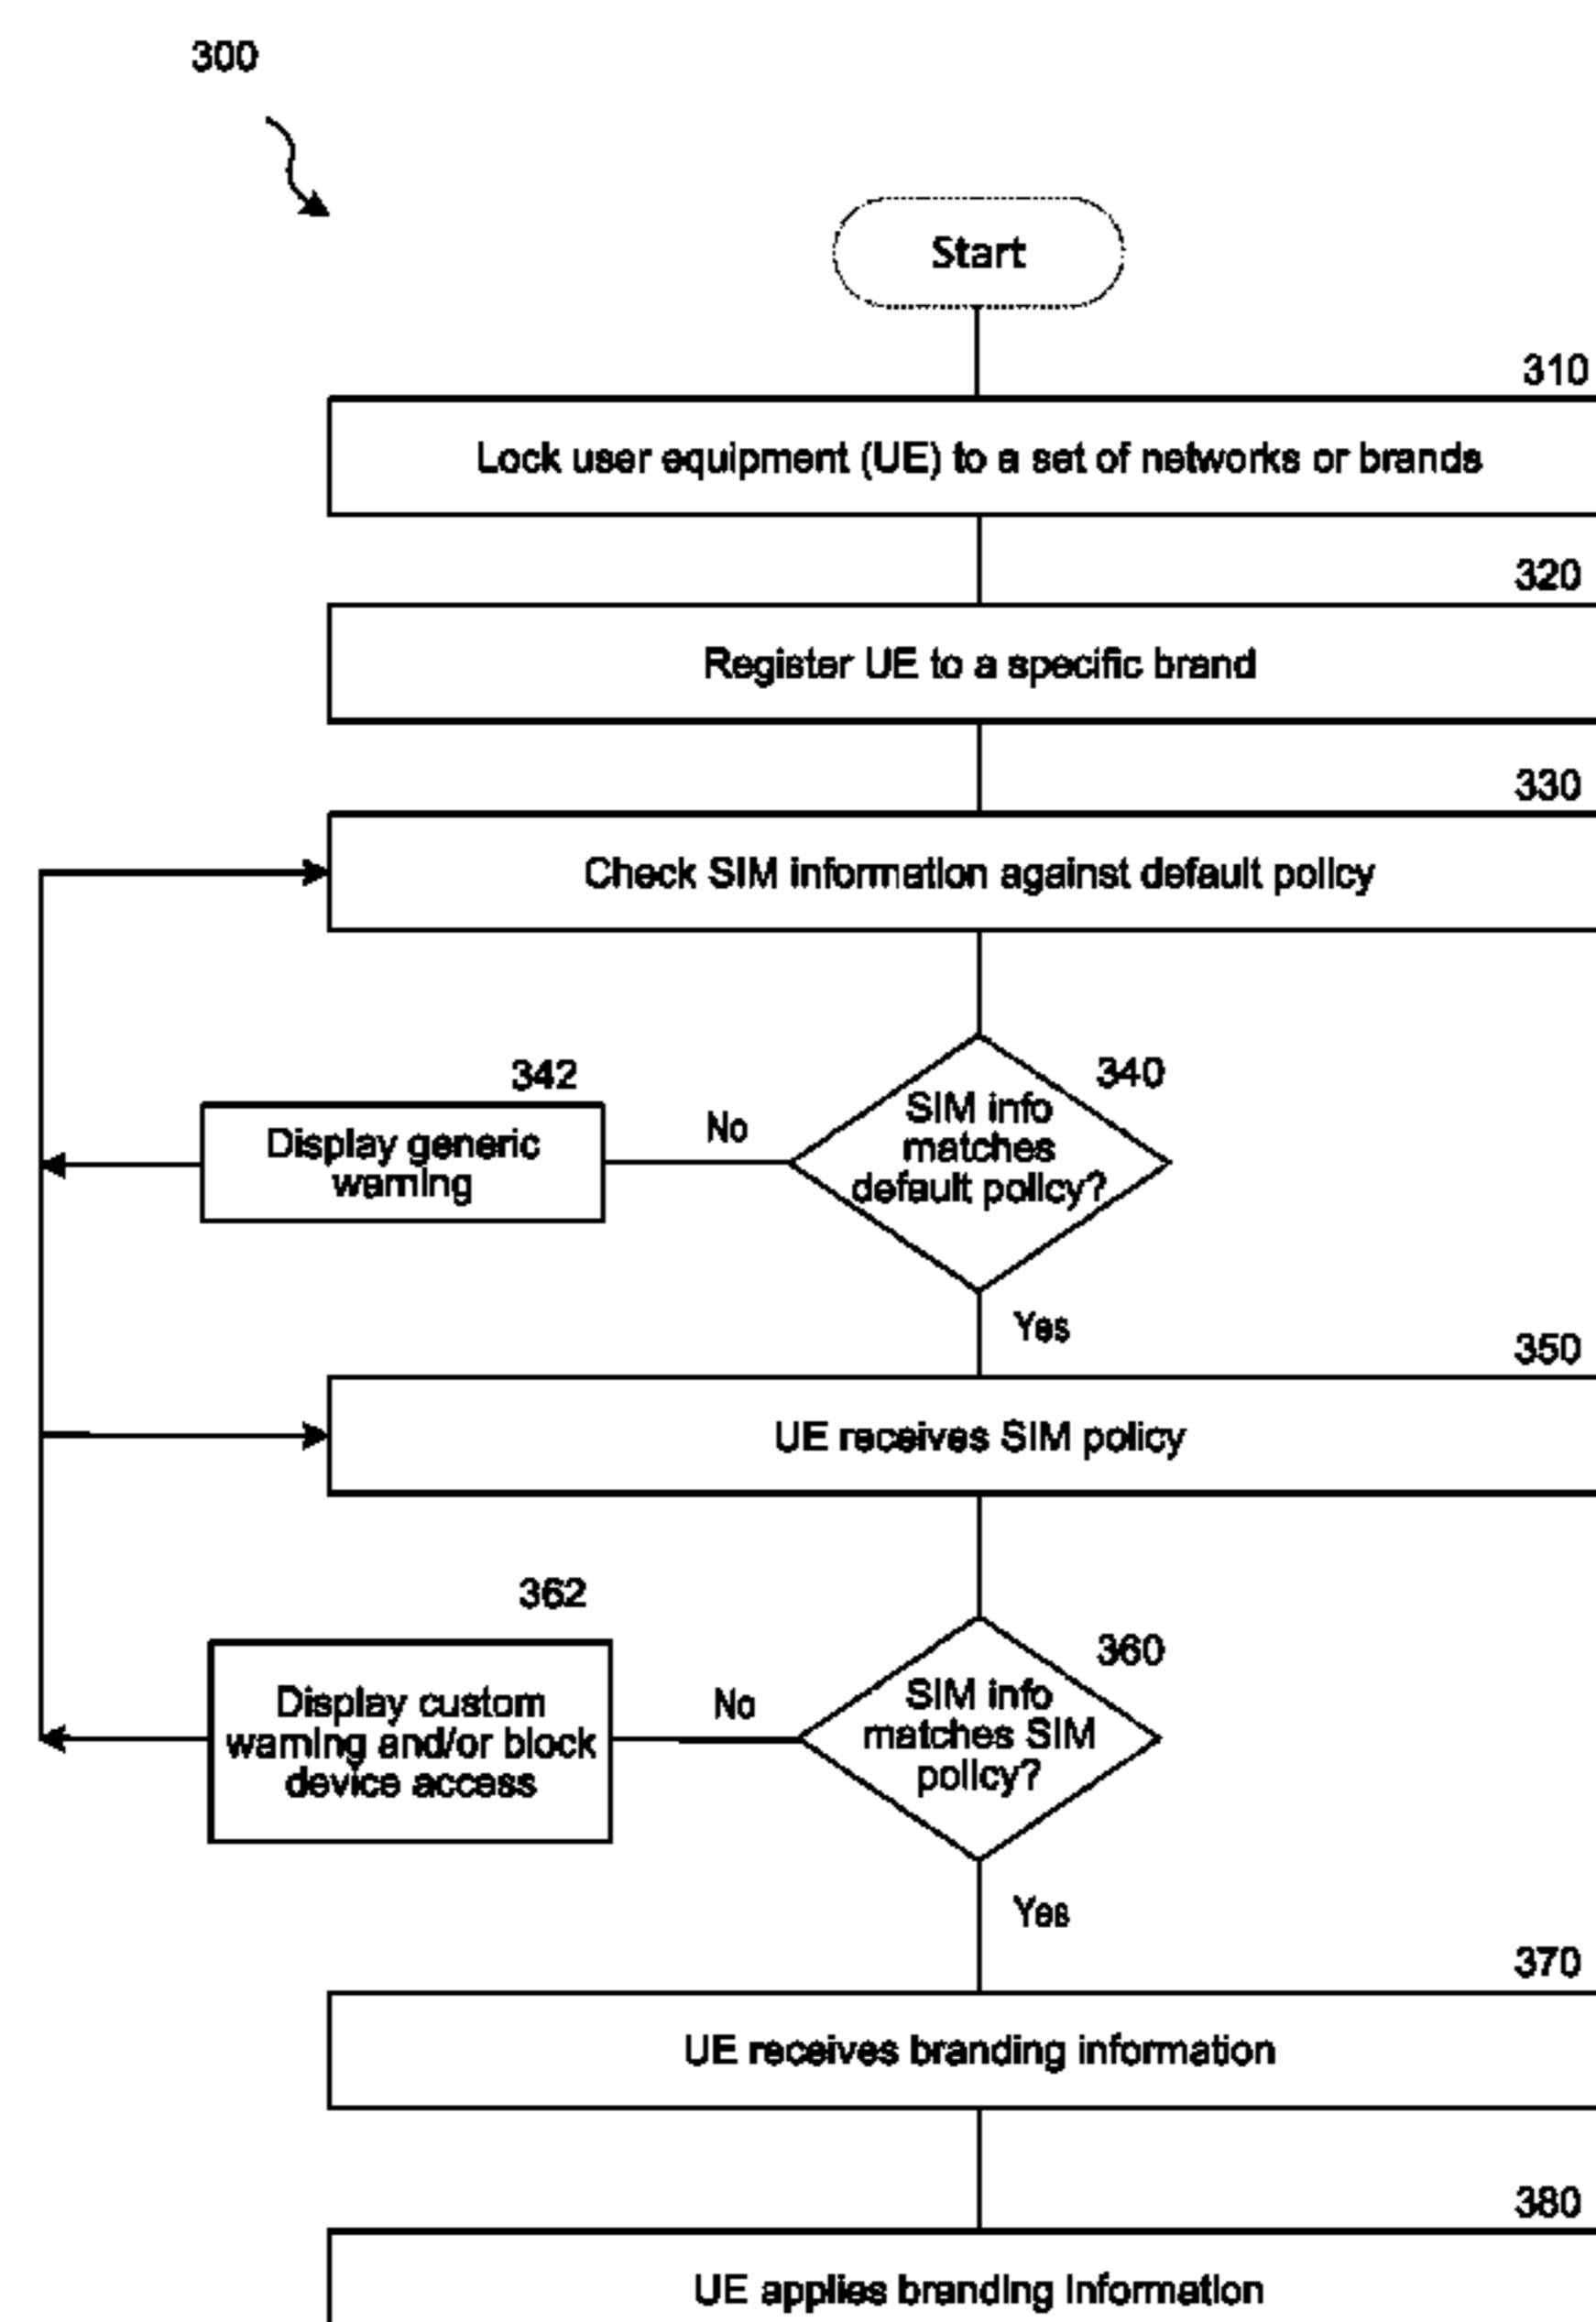 300
Start
310
Lock user equipment (UE) to a set of networks or brands
320
Register UE to a specific brand
330
Check SIM information against default policy
340
SIM info
matches
default policy?
No
342
Display generic
warning
Yes
350
UE receives SIM policy
360
SIM info
matches SIM
policy?
No
362
Display custom
warning and/or block
device access
Yes
370
UE receives branding information
380
UE applies branding information